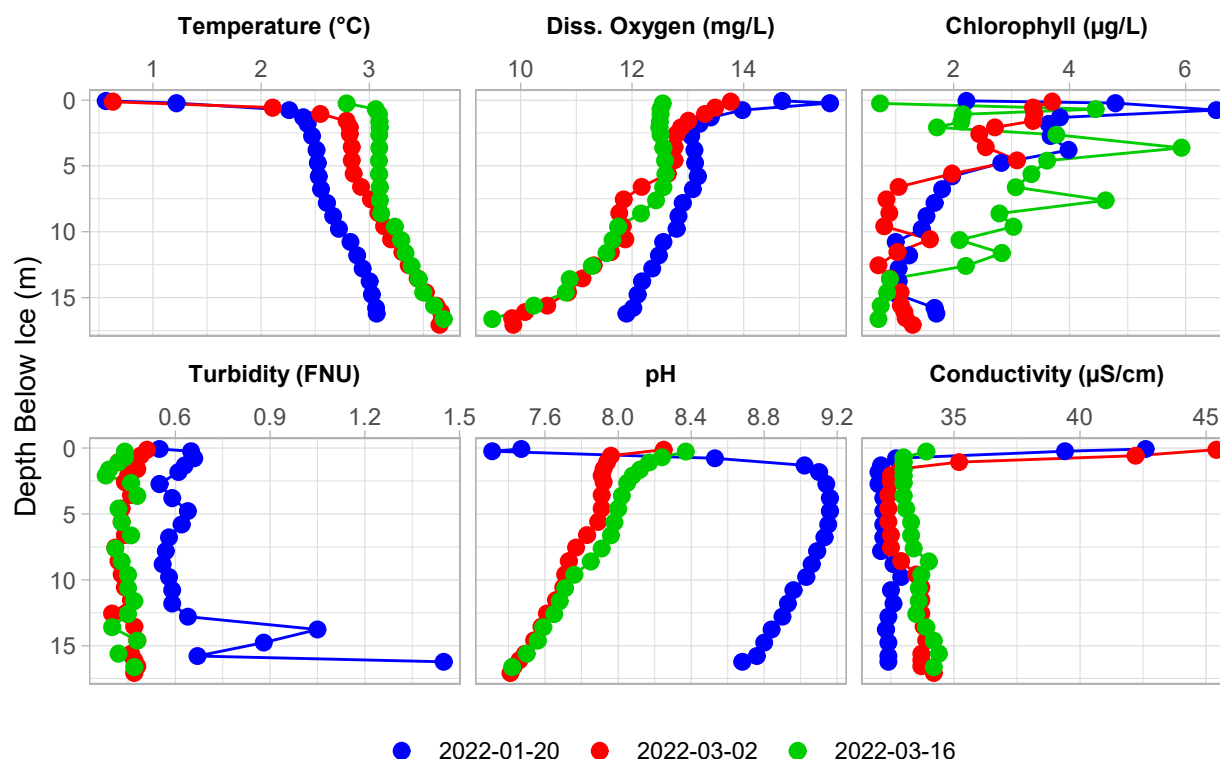 Temperature (°C) Diss. Oxygen (mg/L) Chlorophyll (µg/L)
1 2 3 10 12 14 2 4 6
0
5
10
15
Turbidity (FNU) pH Conductivity (µS/cm)
0.6 0.9 1.2 1.5 7.6 8.0 8.4 8.8 9.2 35 40 45
0
5
10
15
Depth Below Ice (m)
2022-01-20 2022-03-02 2022-03-16